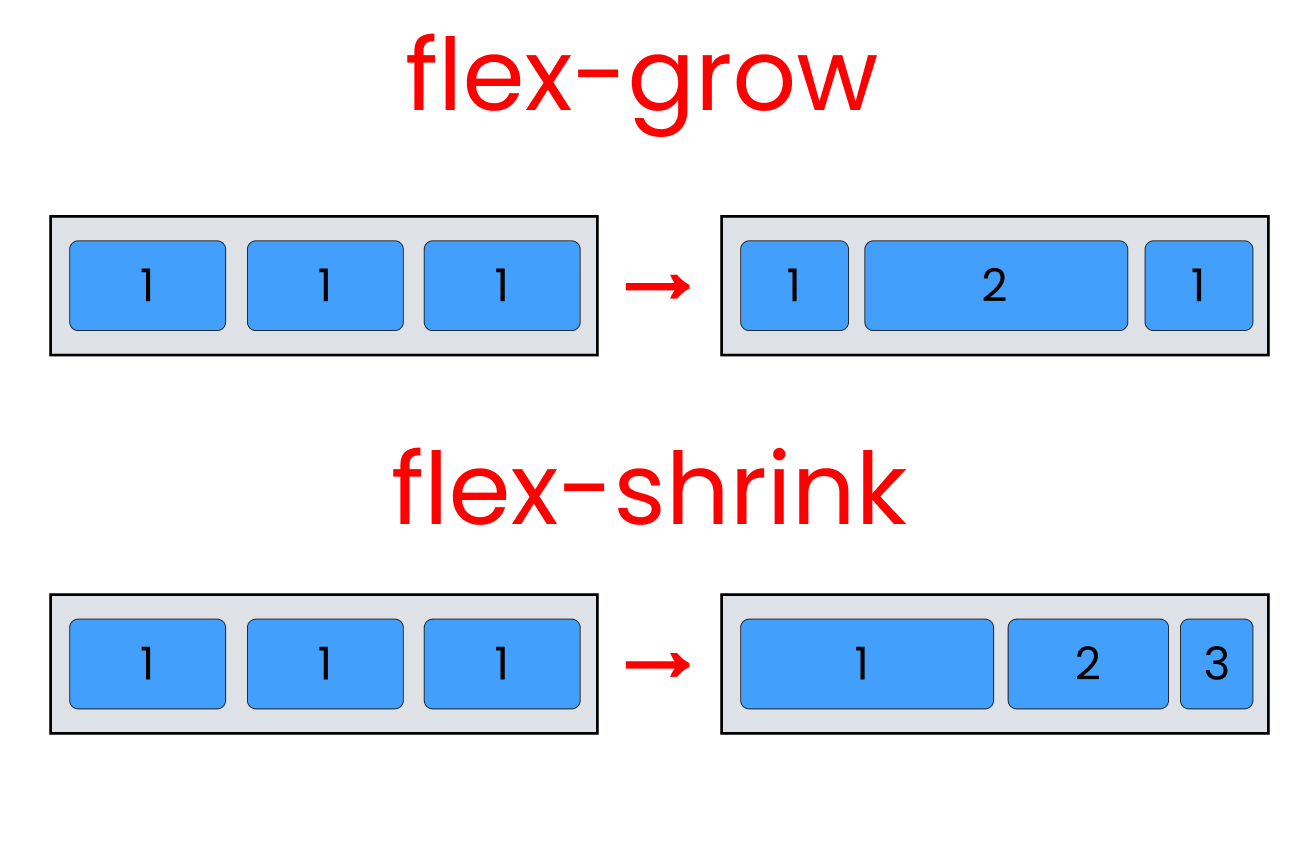 flex-grow
1 1 1 → 1 2 1
flex-shrink
1 1 1 → 1 2 3